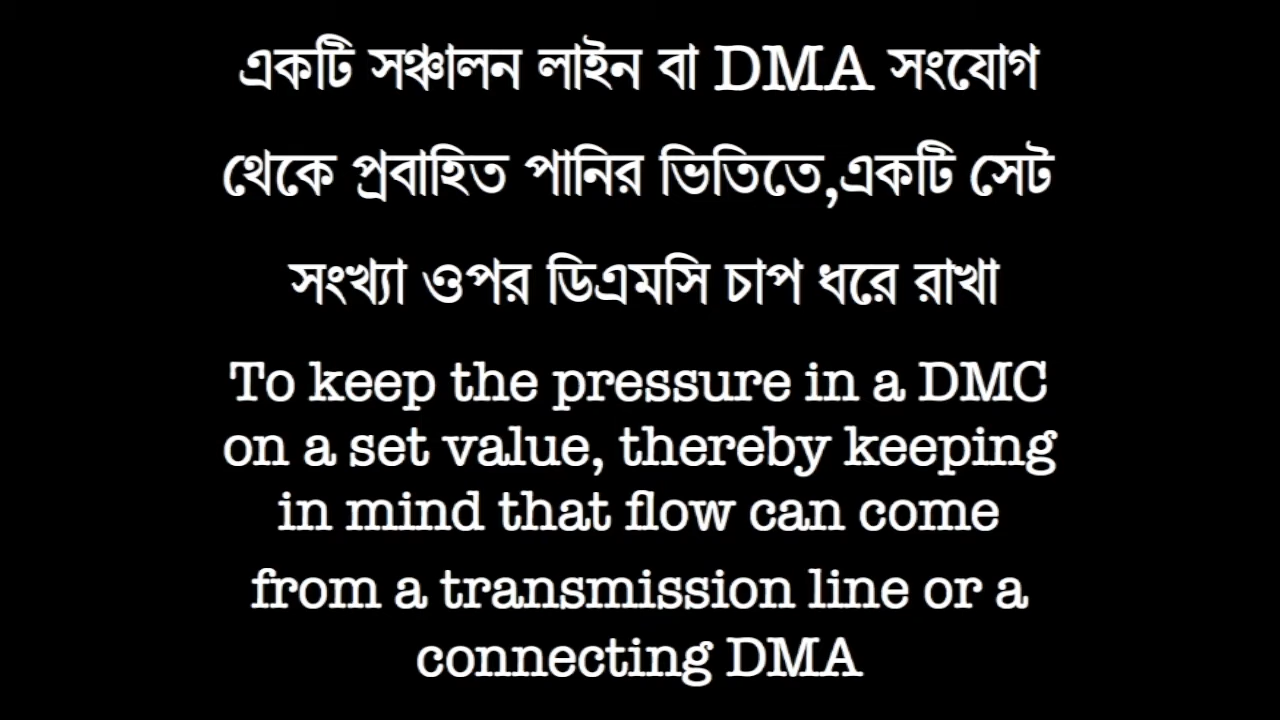 একটি সঞ্চালন লাইন বা DMA সংযোগ
থেকে প্রবাহিত পানির ভিতিতে,একটি সেট
সংখ্যা ওপর ডিএমসি চাপ ধরে রাখা
To keep the pressure in a DMC
on a set value, thereby keeping
in mind that flow can come
from a transmission line or a
connecting DMA